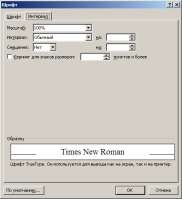 Шрифт
Шрифт Интервал
Масштаб: 100%
Интервал: Обычный на:
Смещение: Нет на:
Кернинг для знаков размером: пунктов и более
Образец
Times New Roman
Шрифт TrueType. Он используется для вывода как на экран, так и на принтер.
По умолчанию... ОК Отмена